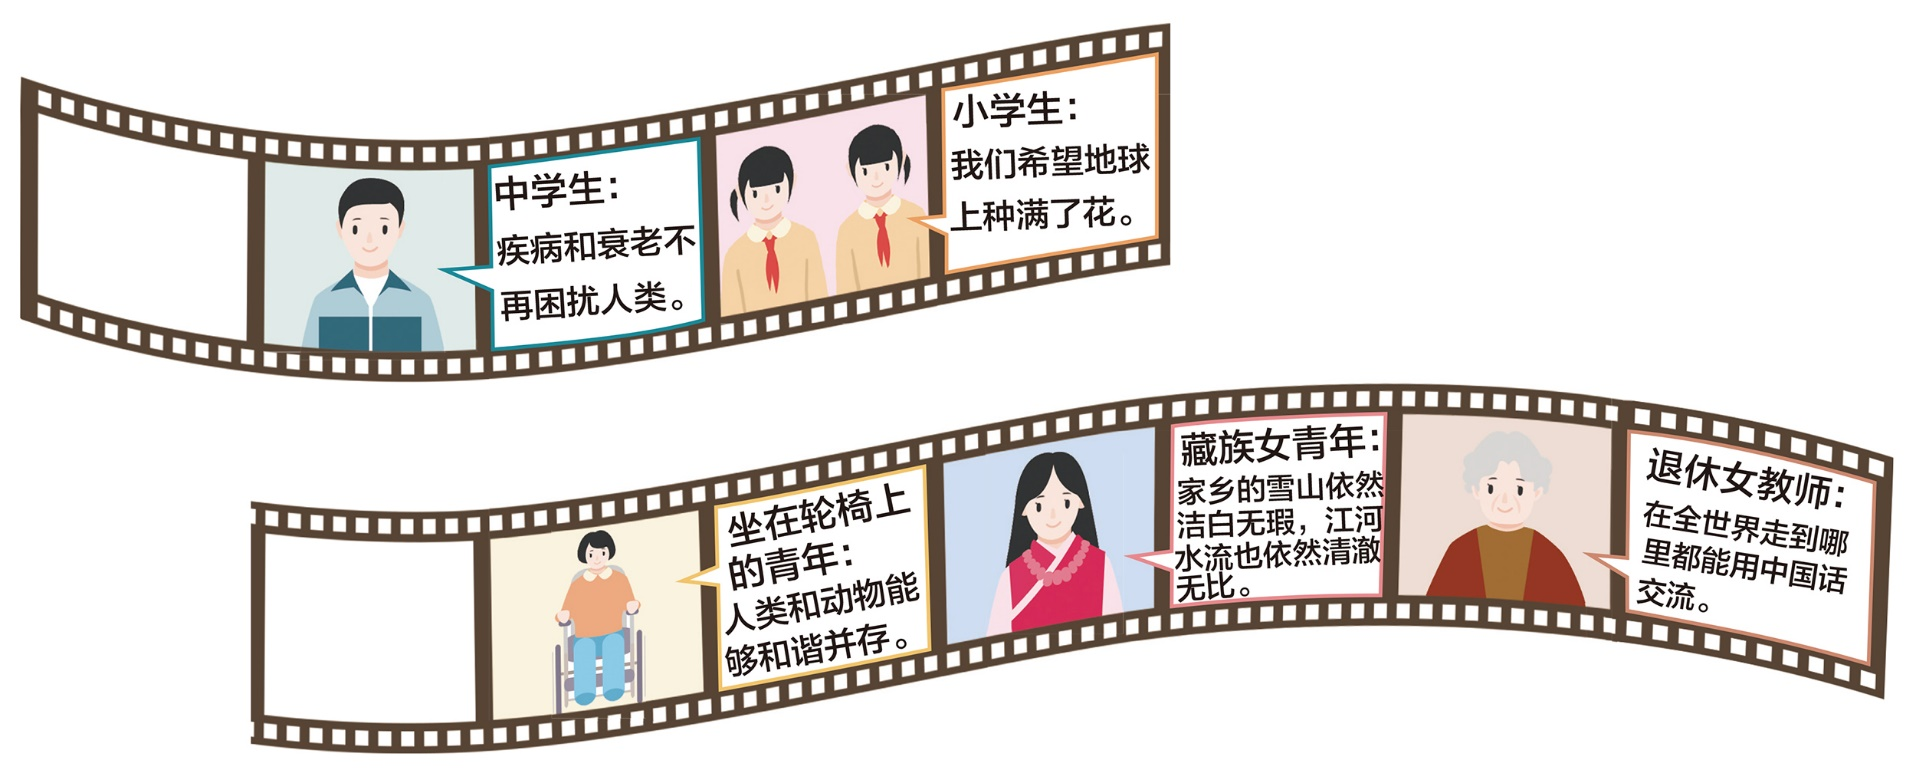 中学生：
疾病和衰老不
再困扰人类。
小学生：
我们希望地球
上种满了花。
坐在轮椅上
的青年：
人类和动物能
够和谐并存。
藏族女青年：
家乡的雪山依然
洁白无瑕，江河
水流也依然清澈
无比。
退休女教师：
在全世界走到哪
里都能用中国话
交流。